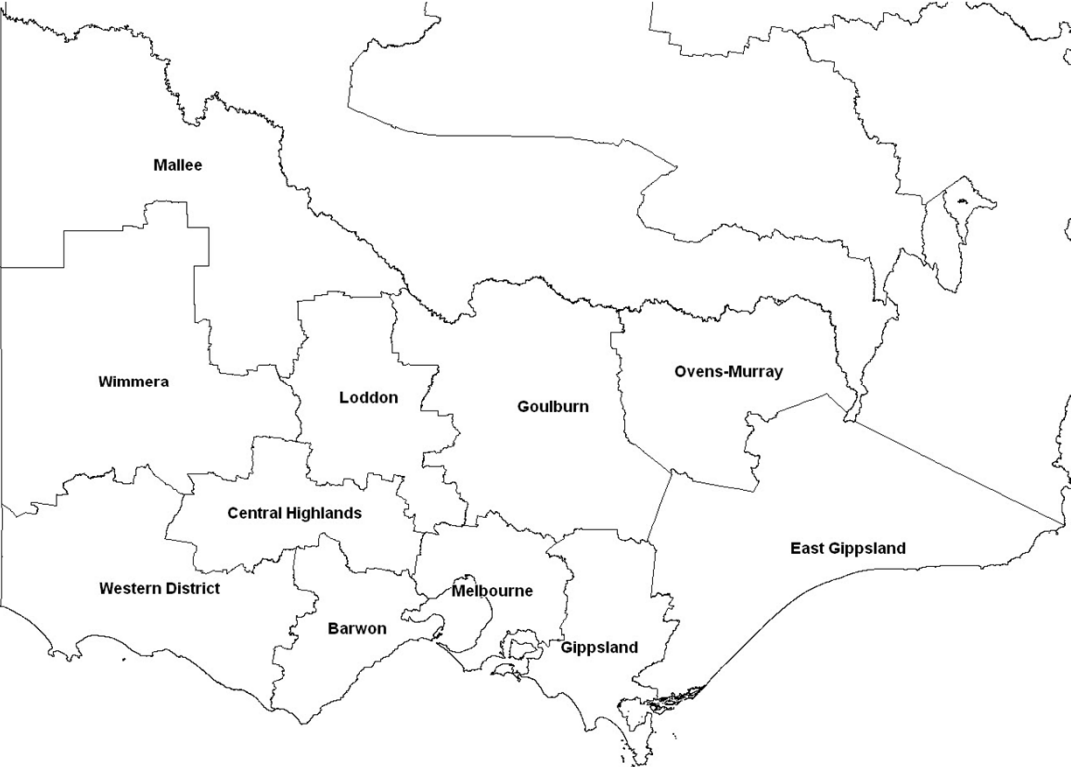 Mallee
Wimmera
Loddon
Goulburn
Ovens-Murray
Central Highlands
East Gippsland
Western District
Melbourne
Barwon
Gippsland